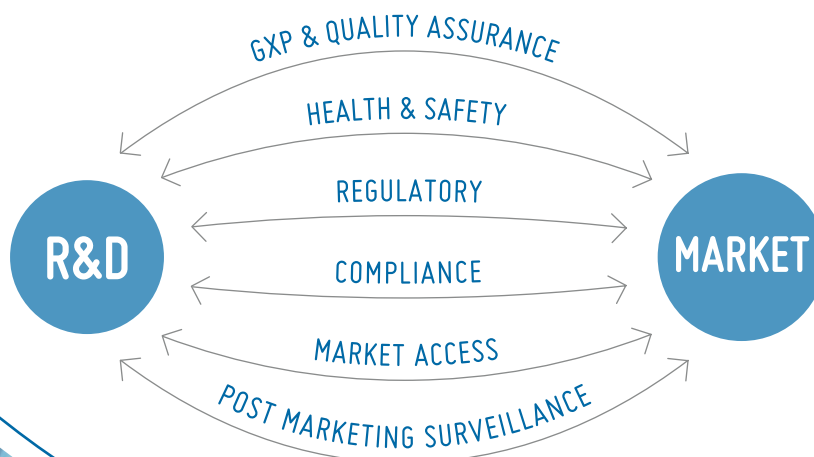 GXP & QUALITY ASSURANCE
HEALTH & SAFETY
REGULATORY
R&D
MARKET
COMPLIANCE
MARKET ACCESS
POST MARKETING SURVEILLANCE